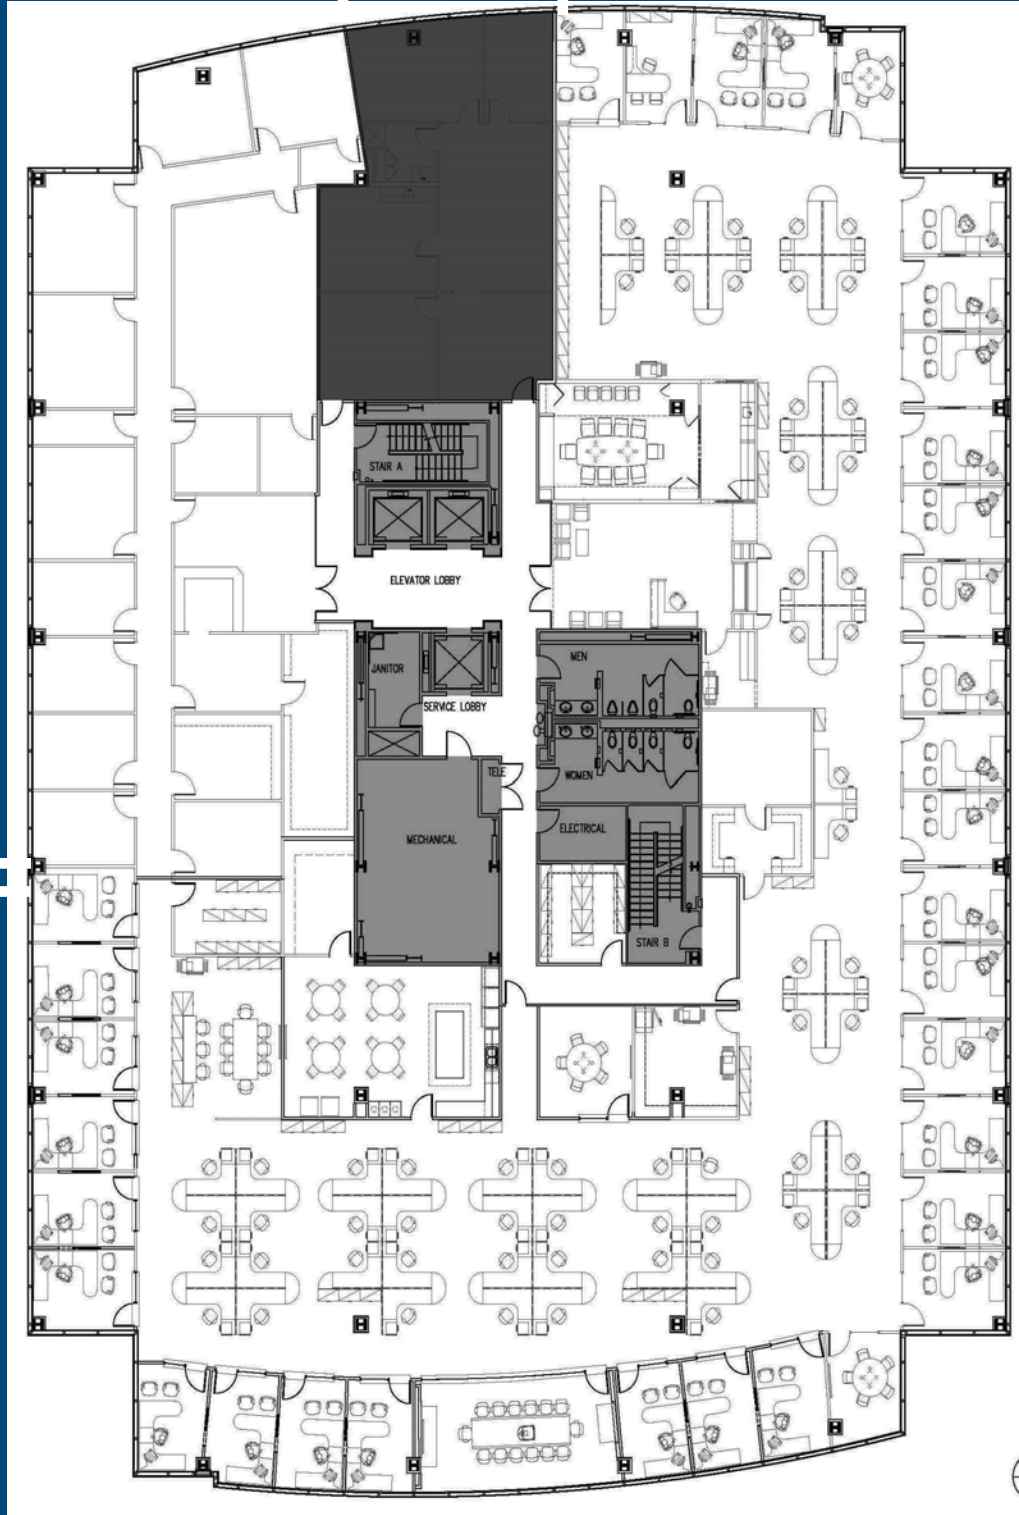 STAIR A
ELEVATOR LOBBY
MEN
JANITOR
SERVICE LOBBY
TELE
WOMEN
ELECTRICAL
MECHANICAL
STAIR B